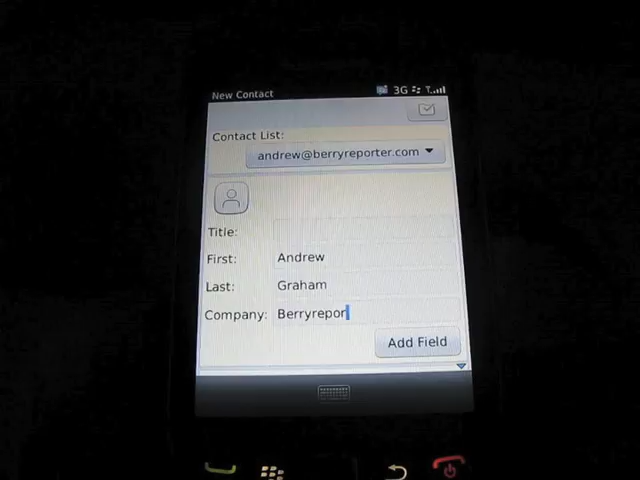 New Contact 3G
Contact List:
andrew@berryreporter.com
Title:
First: Andrew
Last: Graham
Company: Berryrepor
Add Field